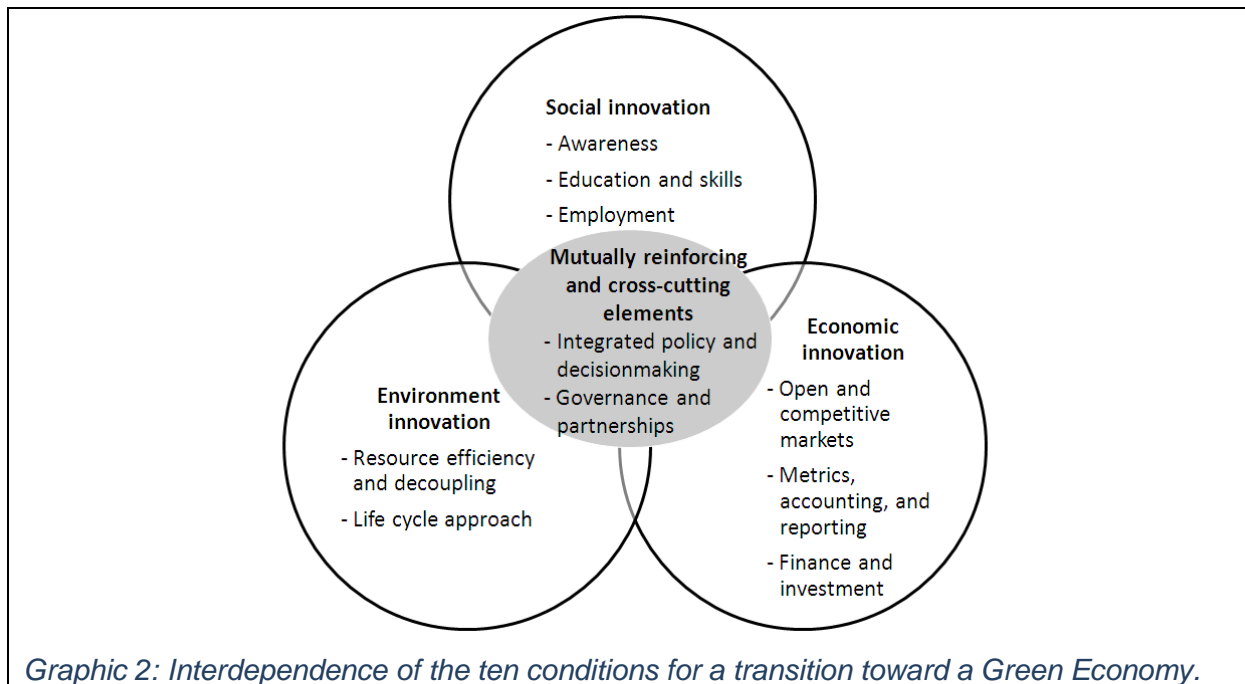 Social innovation
- Awareness
- Education and skills
- Employment
Mutually reinforcing
and cross-cutting
elements
- Integrated policy and
decisionmaking
- Governance and
partnerships
Environment
innovation
- Resource efficiency
and decoupling
- Life cycle approach
Economic
innovation
- Open and
competitive
markets
- Metrics,
accounting, and
reporting
- Finance and
investment
Graphic 2: Interdependence of the ten conditions for a transition toward a Green Economy.